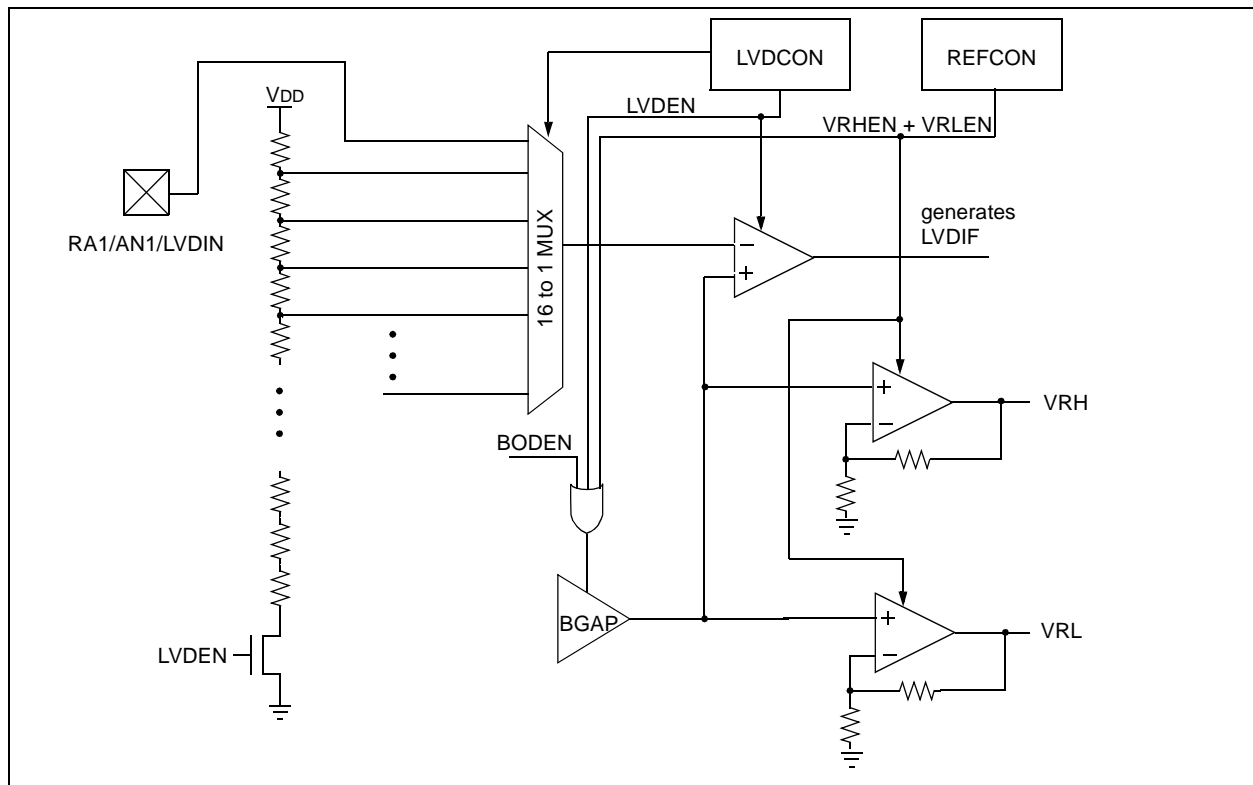 LVDCON
REFCON
VDD
LVDEN
VRHEN + VRLEN
RA1/AN1/LVDIN
16 to 1 MUX
generates
LVDIF
−
+
+
−
VRH
BODEN
BGAP
+
−
VRL
LVDEN